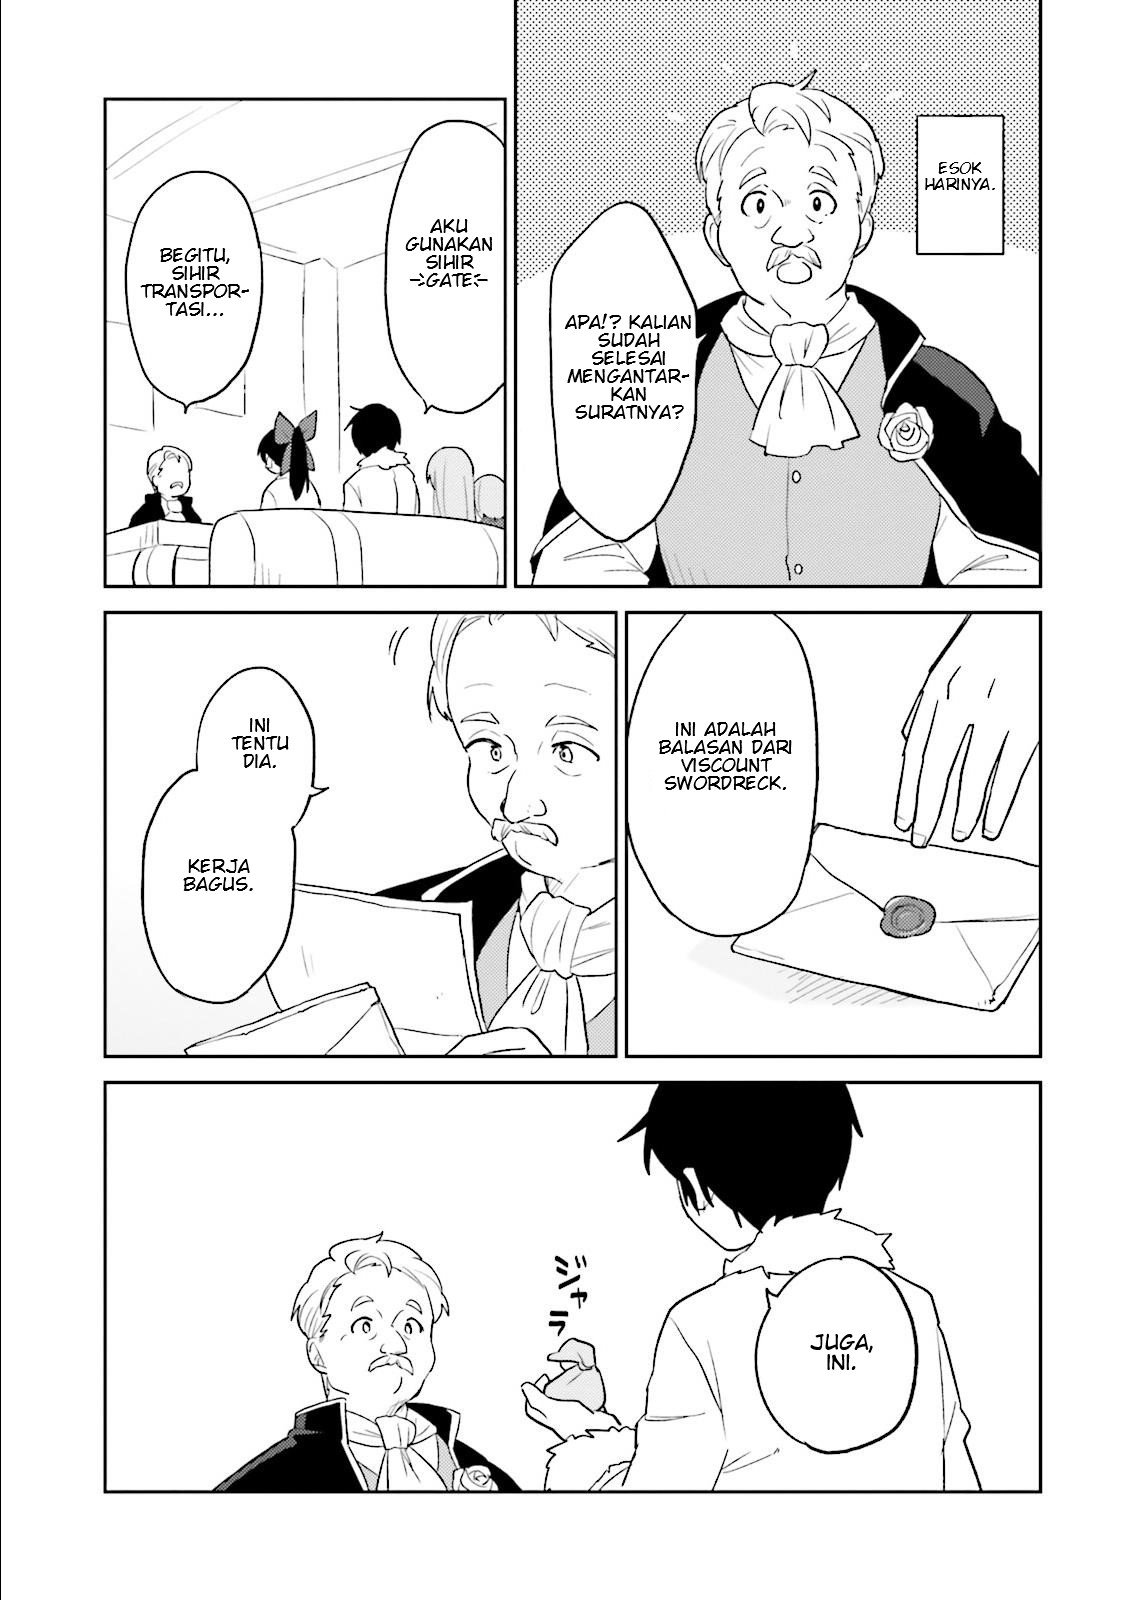 ESOK
HARINYA.
APA!? KALIAN
SUDAH
SELESAI
MENGANTAR-
KAN
SURATNYA?
AKU
GUNAKAN
SIHIR
GATE
BEGITU,
SIHIR
TRANSPOR-
TASI...
INI ADALAH
BALASAN DARI
VISCOUNT
SWORDRECK.
INI
TENTU
DIA.
KERJA
BAGUS.
JUGA,
INI.
ジャラ